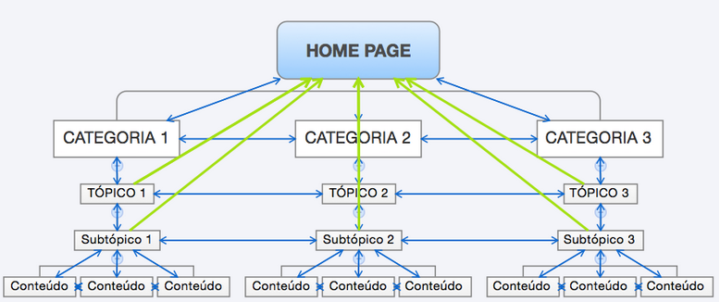 HOME PAGE
CATEGORIA 1 CATEGORIA 2 CATEGORIA 3
TÓPICO 1 TÓPICO 2 TÓPICO 3
Subtópico 1 Subtópico 2 Subtópico 3
Conteúdo Conteúdo Conteúdo Conteúdo Conteúdo Conteúdo Conteúdo Conteúdo Conteúdo